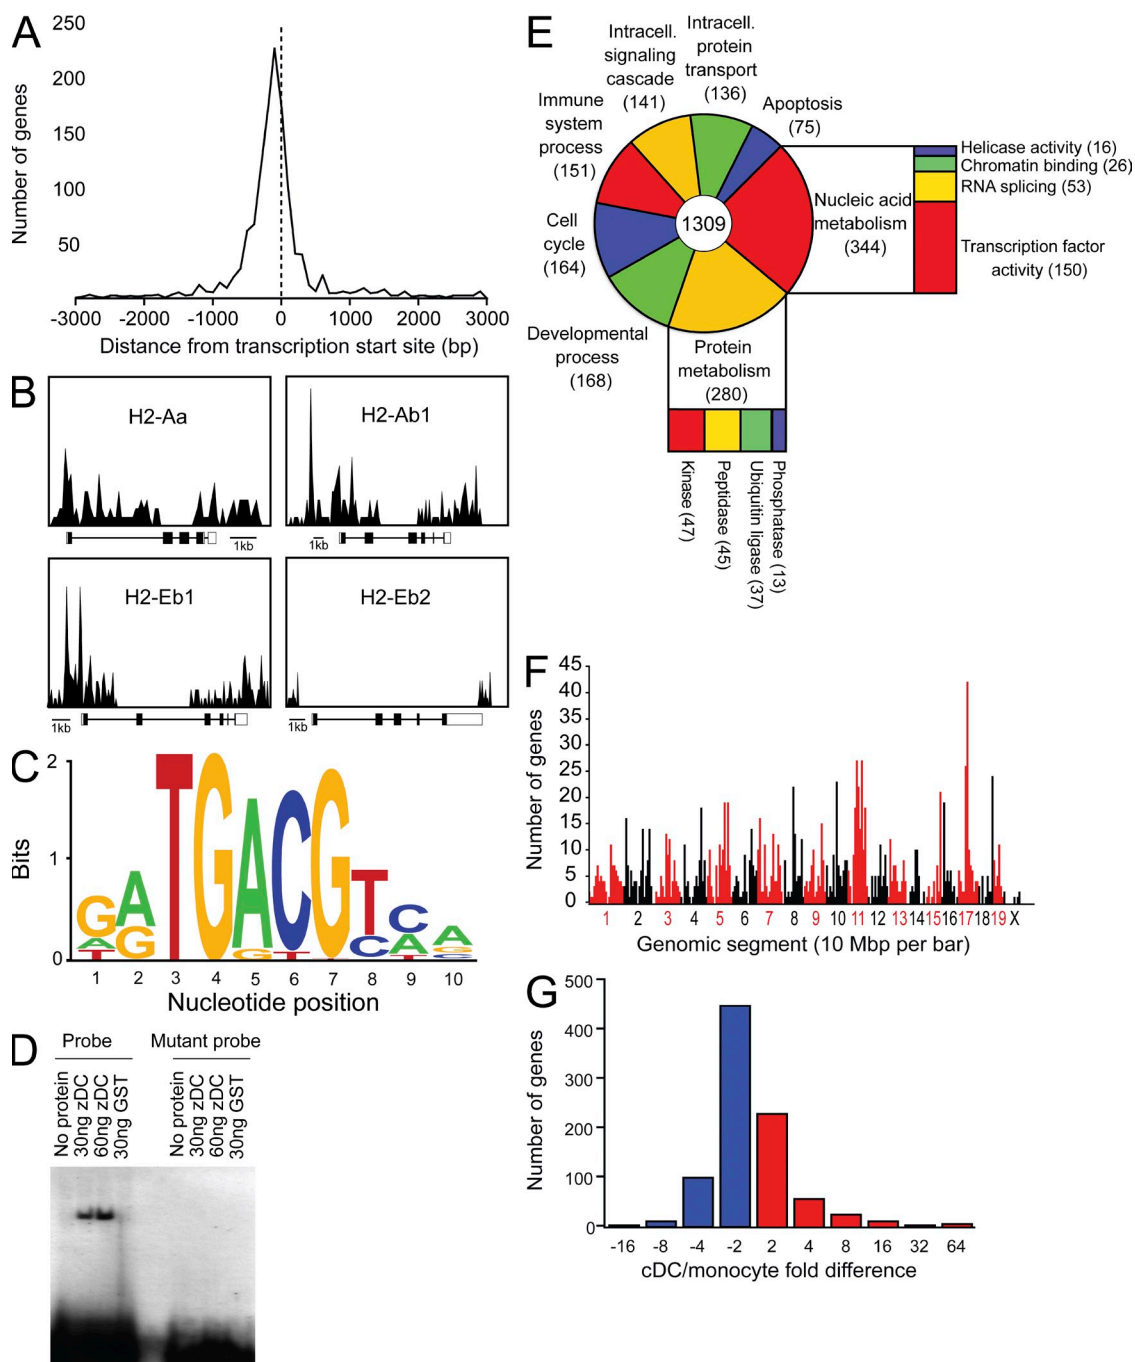 A
250
200
150
100
50
Number of genes
-3000 -2000 -1000 0 1000 2000 3000
Distance from transcription start site (bp)
B
H2-Aa
1kb
H2-Ab1
1kb
H2-Eb1
1kb
H2-Eb2
1kb
C
2
1
0
Bits
G A T
A G
T
G
A G
C T
G
T C
C A T
A G C
1 2 3 4 5 6 7 8 9 10
Nucleotide position
D
Probe
Mutant probe
No protein
30ng zDC
60ng zDC
30ng GST
No protein
30ng zDC
60ng zDC
30ng GST
E
Intracell.
signaling
cascade
(141)
Intracell.
protein
transport
(136)
Apoptosis
(75)
Immune
system
process
(151)
Cell
cycle
(164)
Developmental
process
(168)
1309
Nucleic acid
metabolism
(344)
Protein
metabolism
(280)
Helicase activity (16)
Chromatin binding (26)
RNA splicing (53)
Transcription factor
activity (150)
Kinase (47)
Peptidase (45)
Ubiquitin ligase (37)
Phosphatase (13)
F
45
40
35
30
25
20
15
10
5
0
Number of genes
1 2 3 4 5 6 7 8 9 10 11 12 13 14 15 16 17 18 19 X
Genomic segment (10 Mbp per bar)
G
500
400
300
200
100
0
Number of genes
-16 -8 -4 -2 2 4 8 16 32 64
cDC/monocyte fold difference